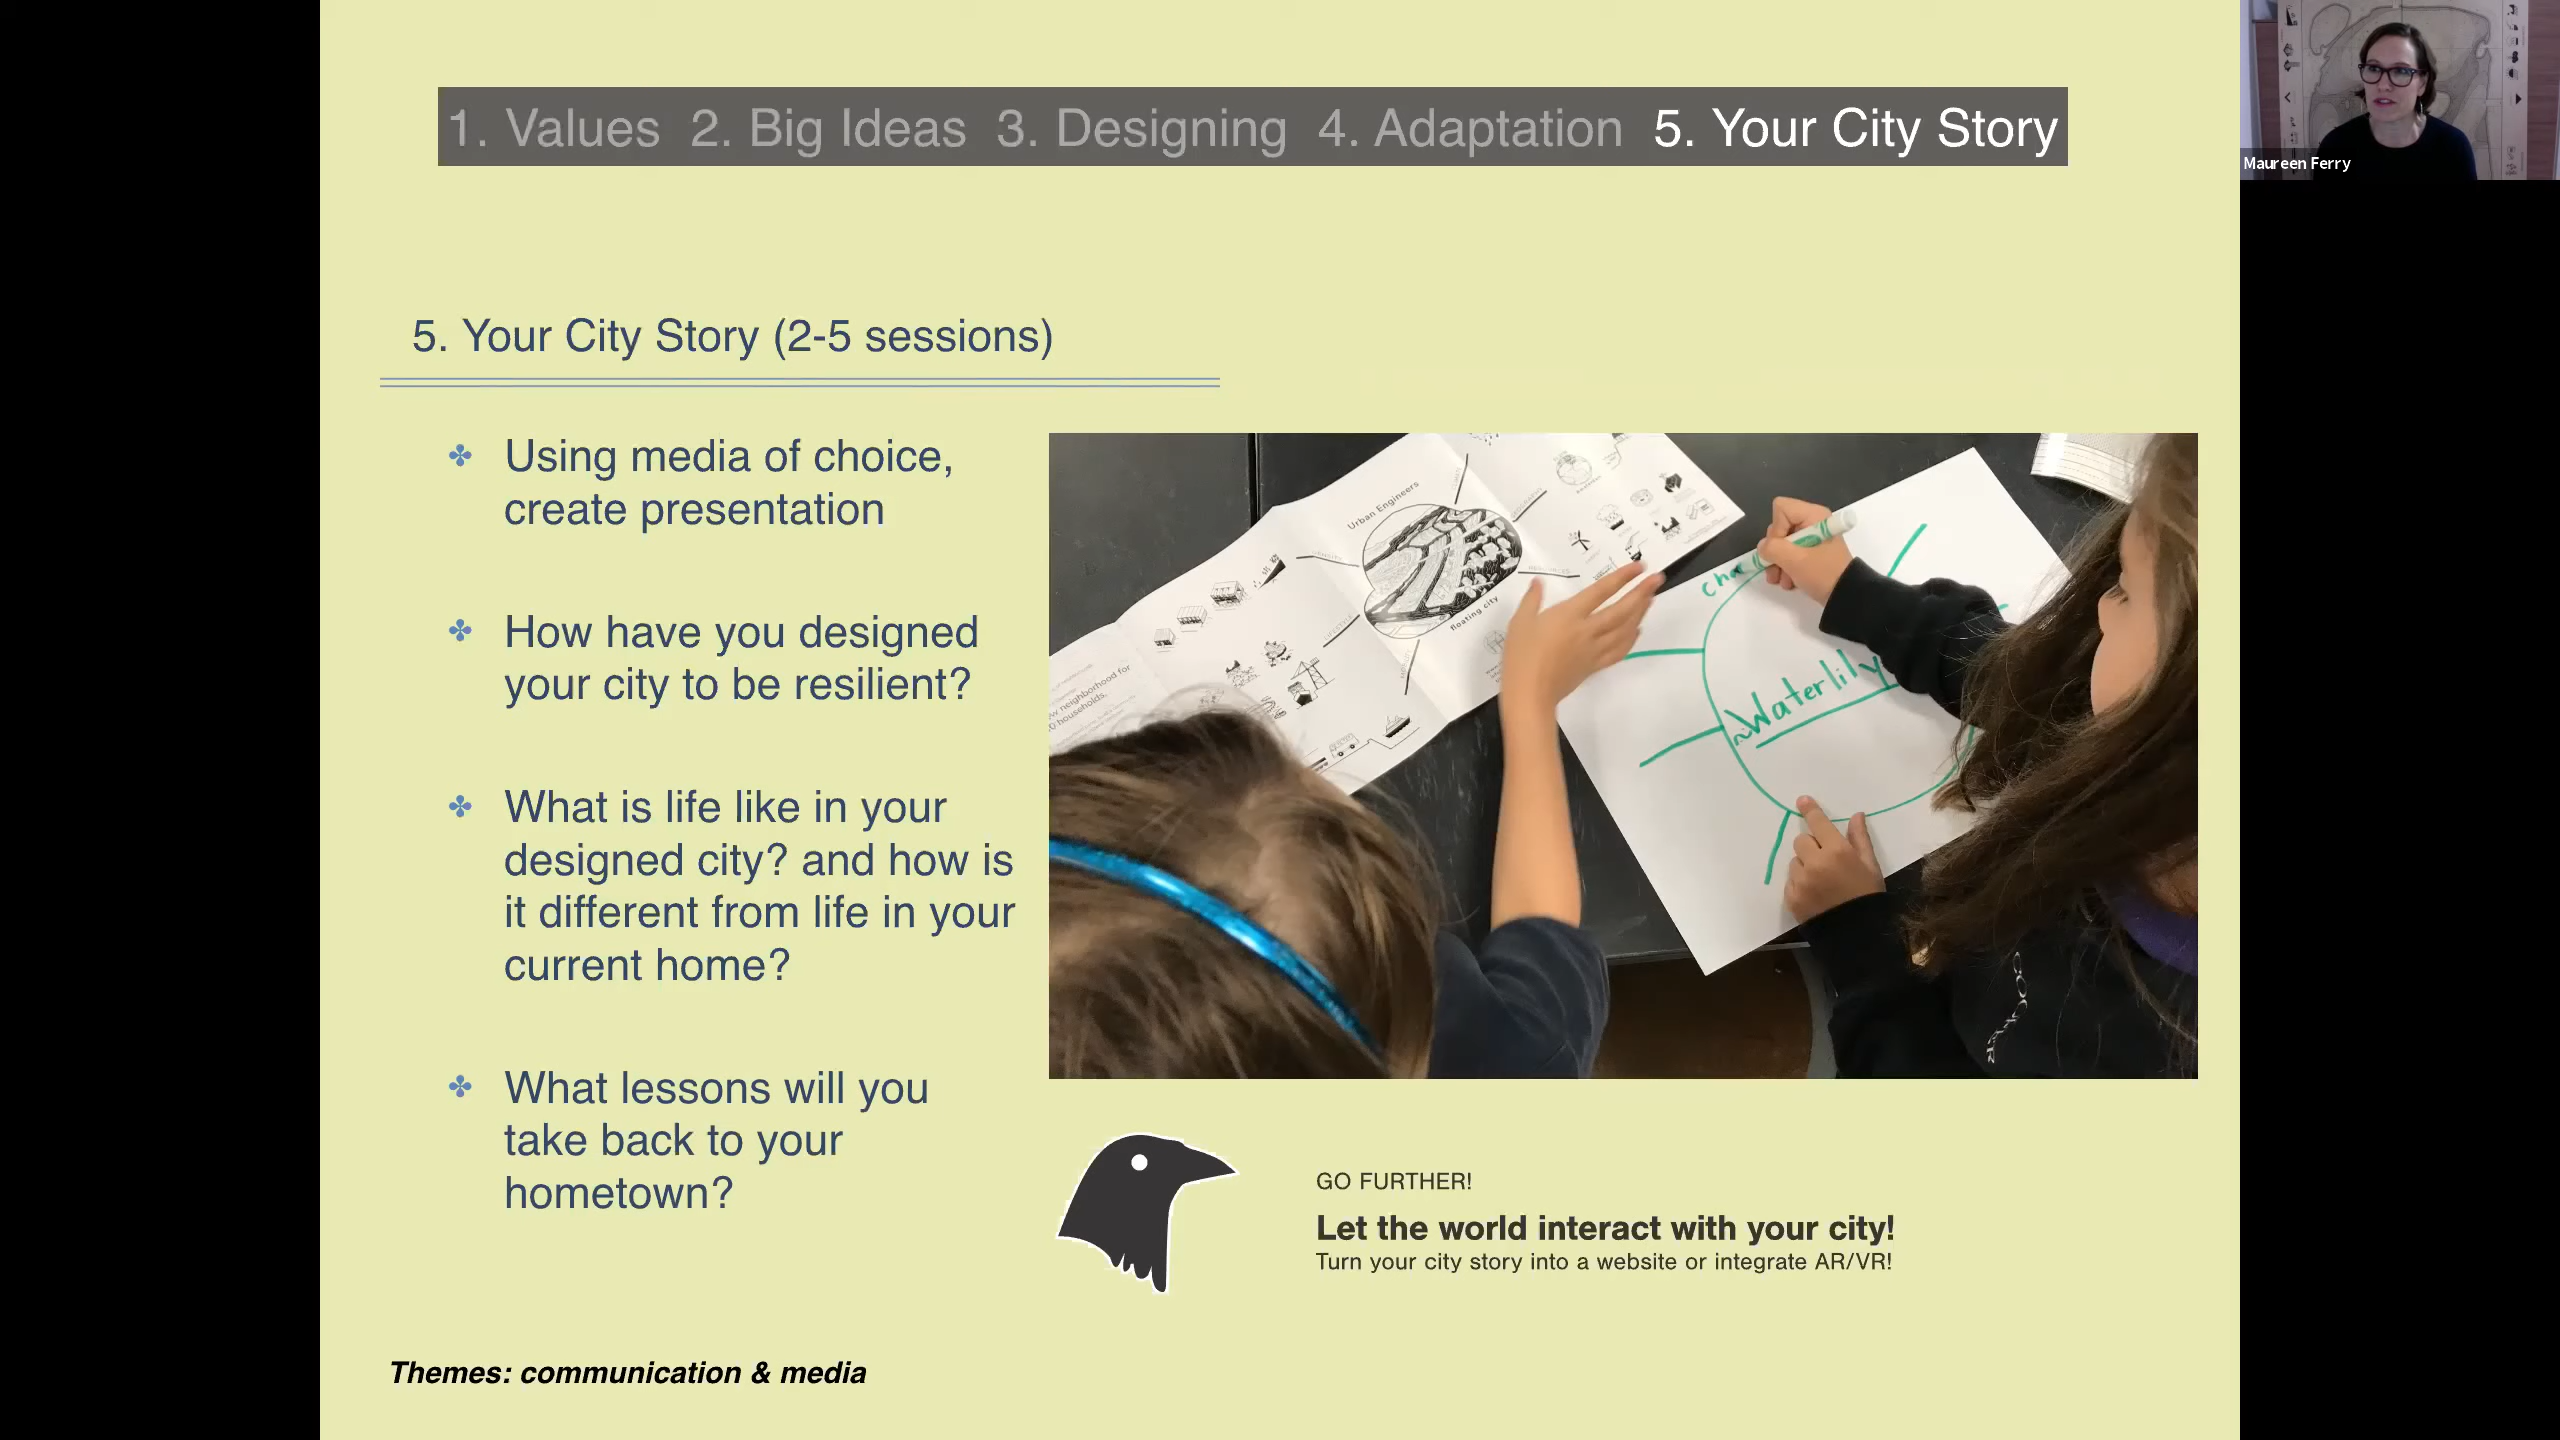 1. Values 2. Big Ideas 3. Designing 4. Adaptation 5. Your City Story
Maureen Ferry
5. Your City Story (2-5 sessions)
Using media of choice,
create presentation
How have you designed
your city to be resilient?
What is life like in your
designed city? and how is
it different from life in your
current home?
What lessons will you
take back to your
hometown?
Urban Engineers
floating city
neighborhood for
households.
Waterlily
GO FURTHER!
Let the world interact with your city!
Turn your city story into a website or integrate AR/VR!
Themes: communication & media